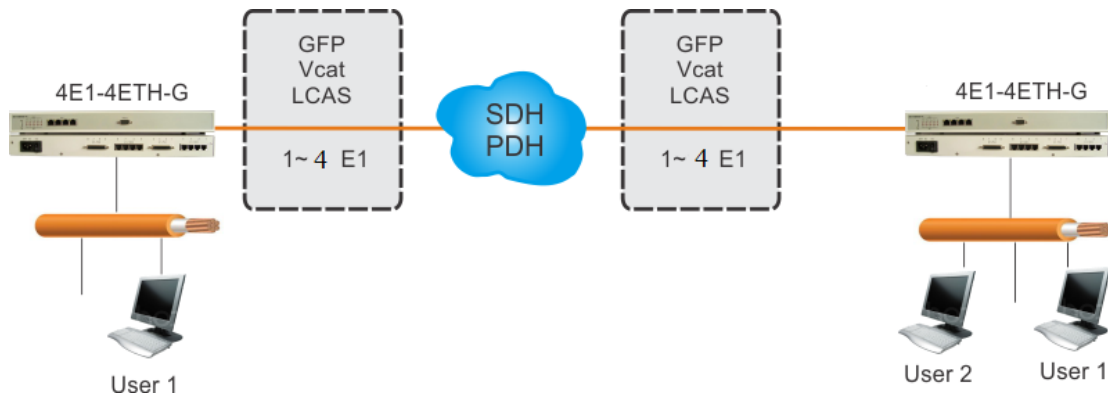 4E1-4ETH-G
GFP
Vcat
LCAS
1~ 4 E1
SDH
PDH
GFP
Vcat
LCAS
1~ 4 E1
4E1-4ETH-G
User 1
User 2
User 1